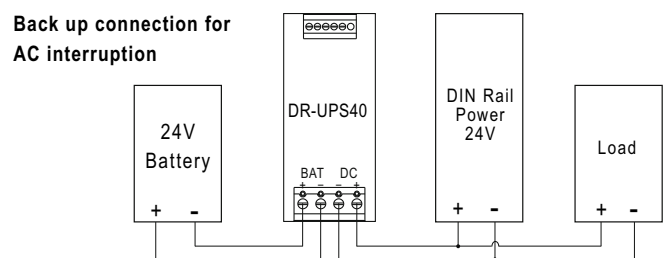 Back up connection for
AC interruption
DR-UPS40
DIN Rail
Power
24V
24V
Battery
Load
BAT DC
+ - - +
+ -
+ -
+ -